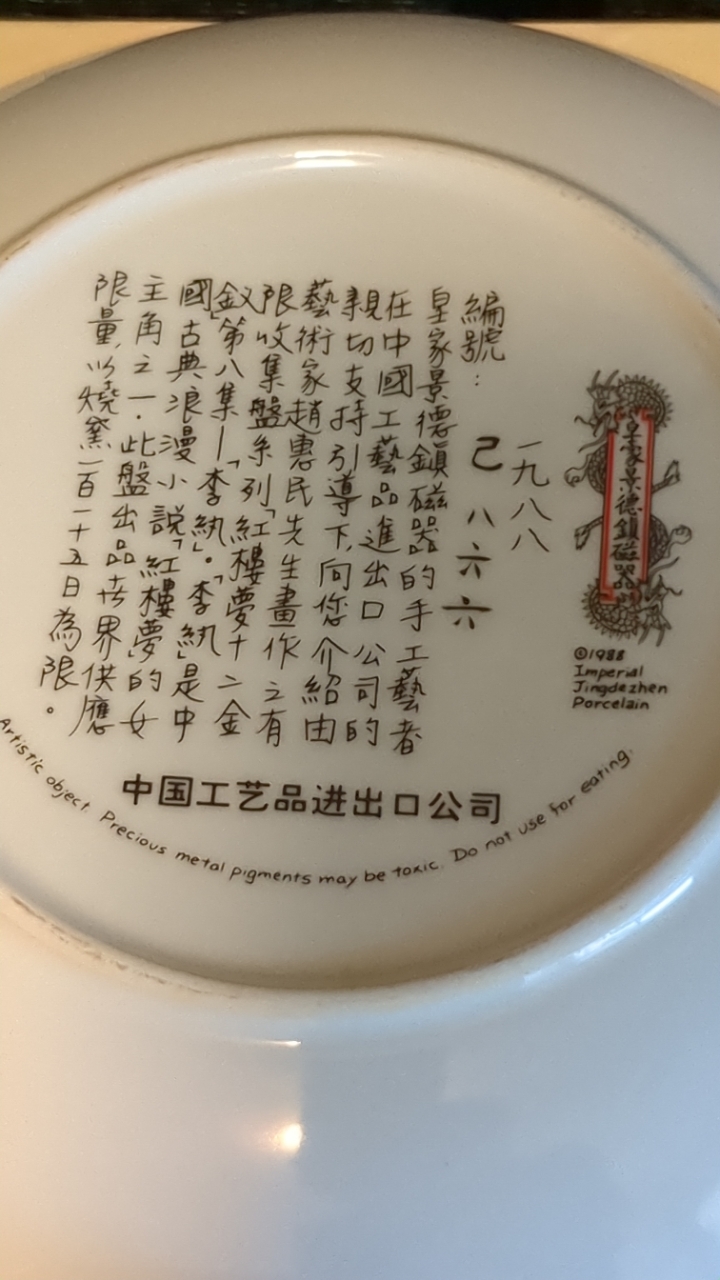 皇家景德鎮磁器
©1988
Imperial
Jingdezhen
Porcelain
一九八八
編號: 己 八六六
皇家景德鎮磁器的手工藝者
在中國工藝品進出口公司的
親切支持引導下,向您介紹由
藝術家趙惠民先生畫作之有
限收集盤系列「紅樓夢十二金
釵」第八集—「李紈」。「李紈」是中
國古典浪漫小說「紅樓夢」的女
主角之一.此盤出品世界供應
限量,以燒窯一百一十五日為限。
中国工艺品进出口公司
Artistic object. Precious metal pigments may be toxic. Do not use for eating.